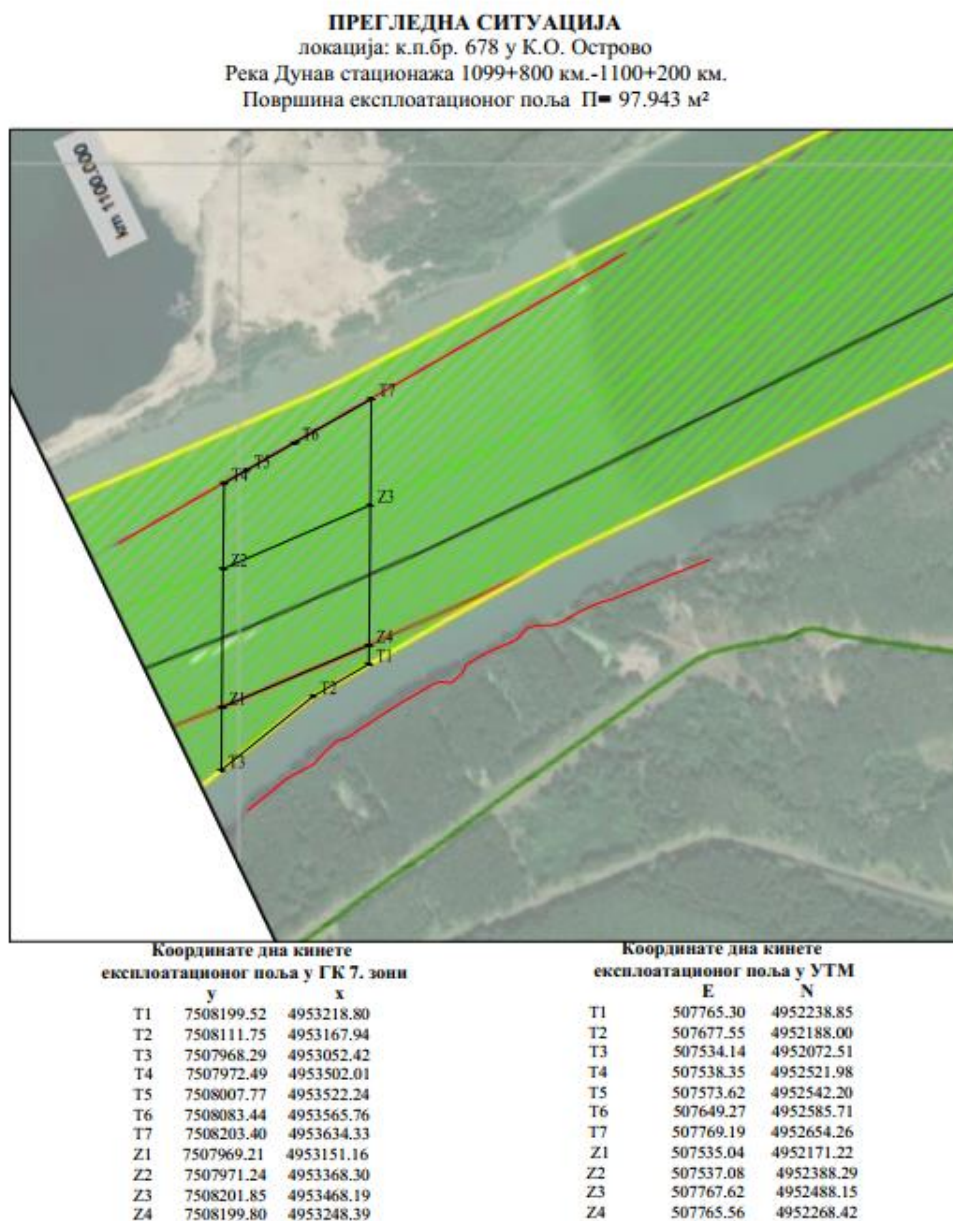 ПРЕГЛЕДНА СИТУАЦИЈА
локација: к.п.бр. 678 у К.О. Острово
Река Дунав стационажа 1099+800 км.-1100+200 км.
Површина експлоатационог поља П= 97.943 м²
km 1100.000
T7
T6
T5
T4
Z3
Z2
Z4
T1
T2
Z1
T3
Координате дна кинете
експлоатационог поља у ГК 7. зони
y x
T1 7508199.52 4953218.80
T2 7508111.75 4953167.94
T3 7507968.29 4953052.42
T4 7507972.49 4953502.01
T5 7508007.77 4953522.24
T6 7508083.44 4953565.76
T7 7508203.40 4953634.33
Z1 7507969.21 4953151.16
Z2 7507971.24 4953368.30
Z3 7508201.85 4953468.19
Z4 7508199.80 4953248.39
Координате дна кинете
експлоатационог поља у УТМ
E N
T1 507765.30 4952238.85
T2 507677.55 4952188.00
T3 507534.14 4952072.51
T4 507538.35 4952521.98
T5 507573.62 4952542.20
T6 507649.27 4952585.71
T7 507769.19 4952654.26
Z1 507535.04 4952171.22
Z2 507537.08 4952388.29
Z3 507767.62 4952488.15
Z4 507765.56 4952268.42